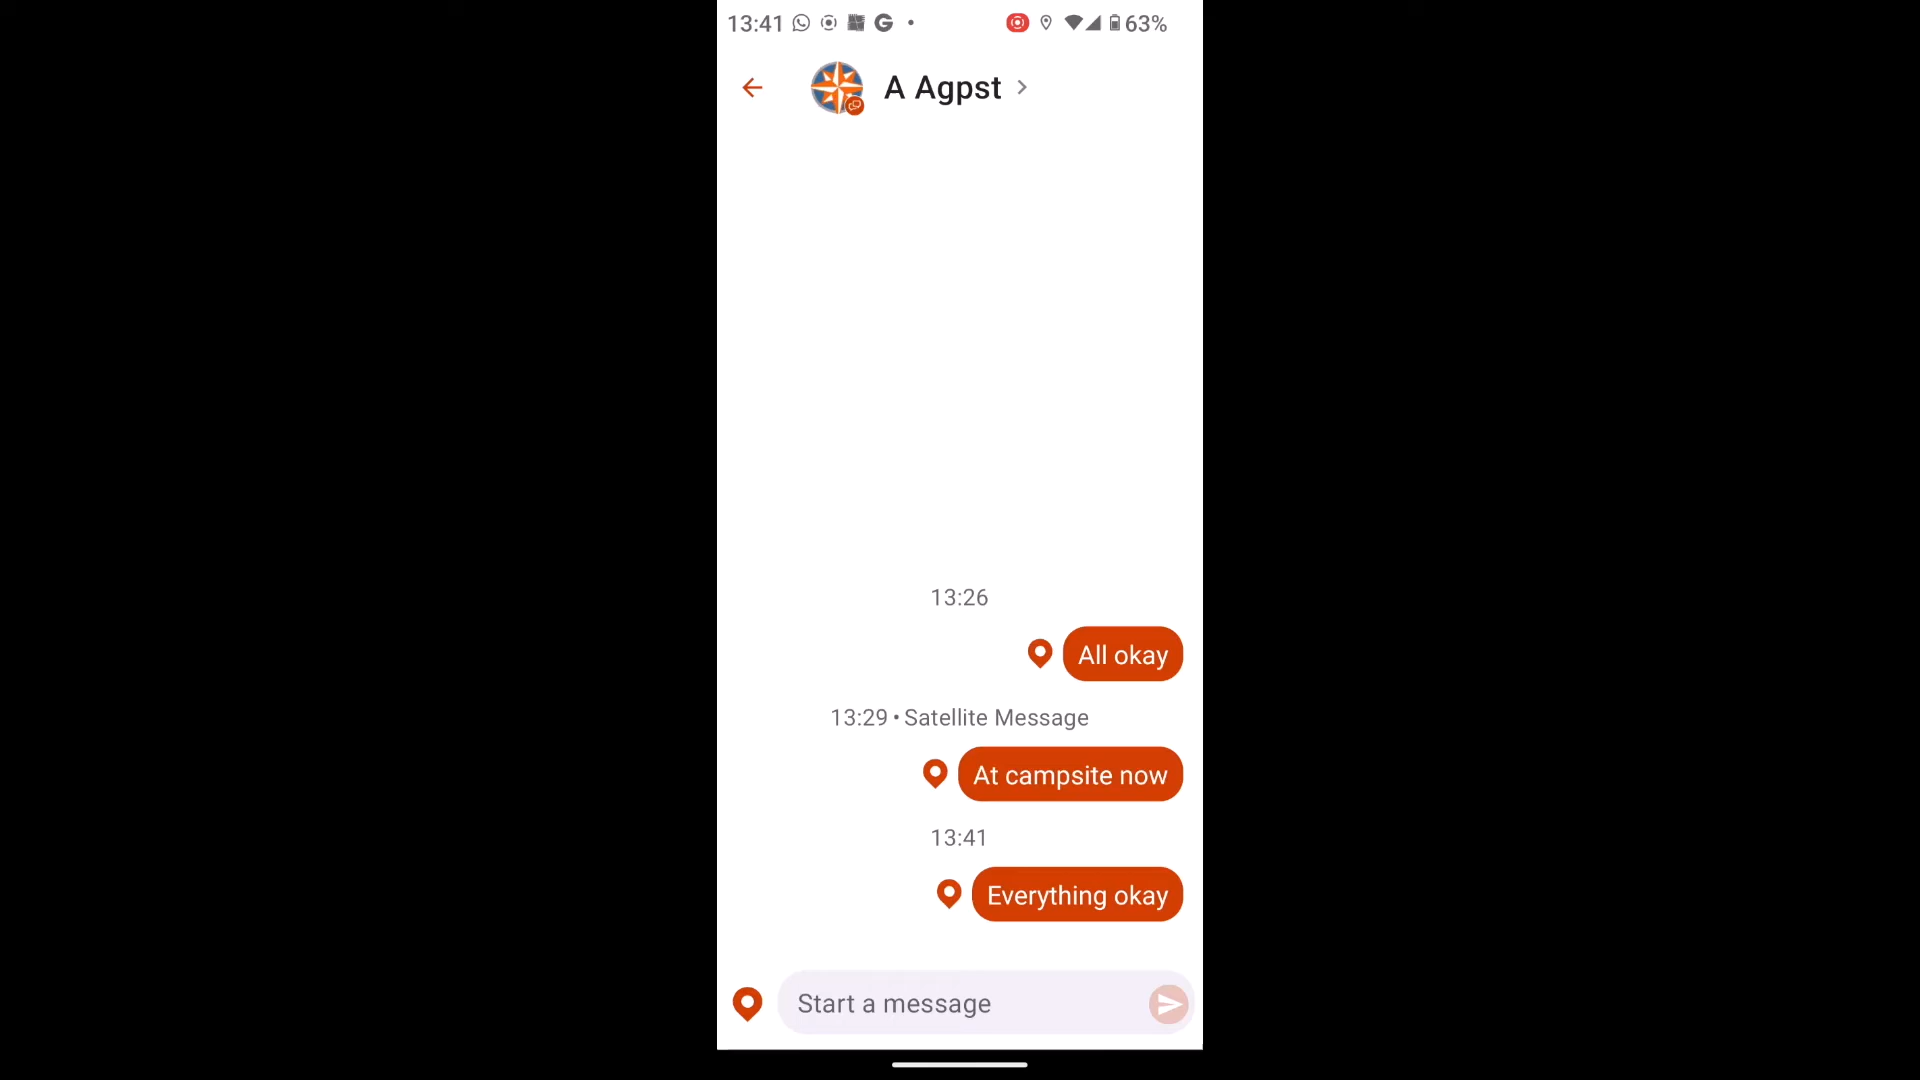 13:41 63%
A Agpst
13:26
All okay
13:29 • Satellite Message
At campsite now
13:41
Everything okay
Start a message